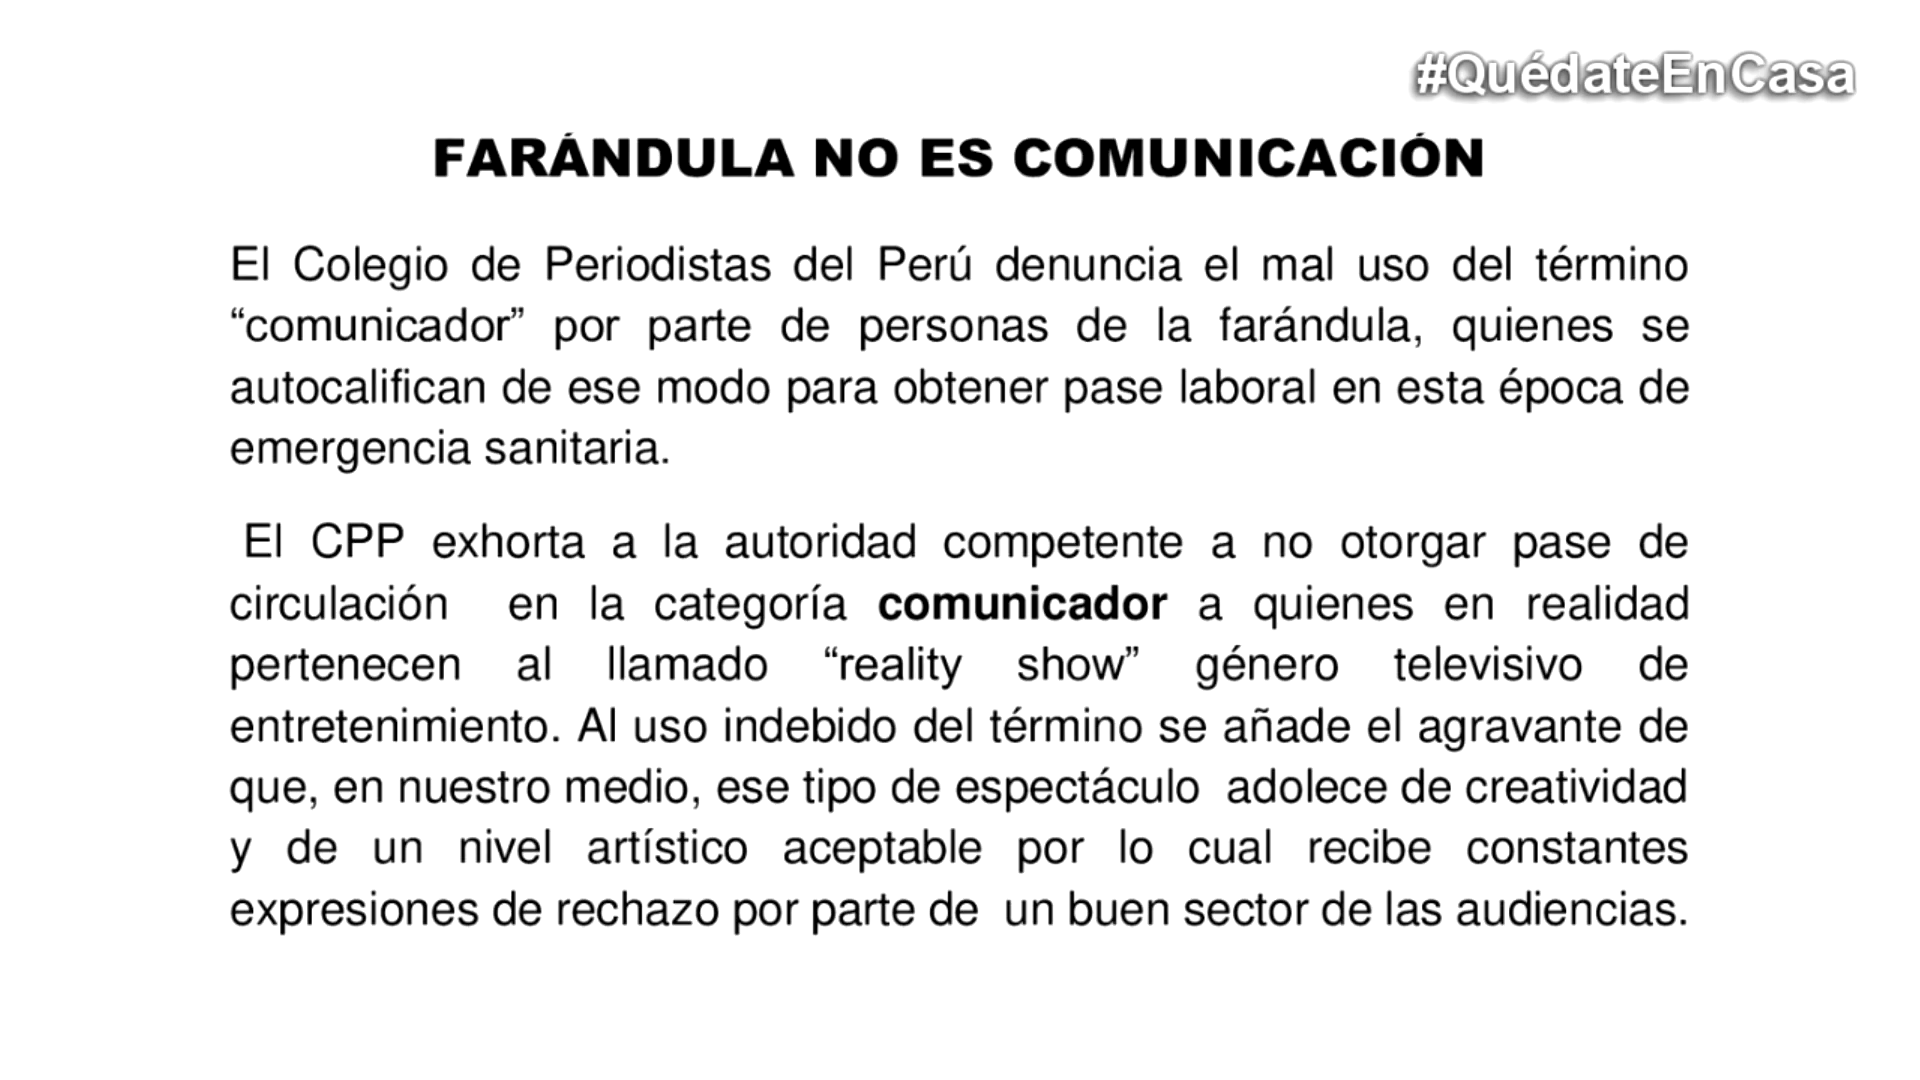 #QuédateEnCasa
FARÁNDULA NO ES COMUNICACIÓN
El Colegio de Periodistas del Perú denuncia el mal uso del término
“comunicador” por parte de personas de la farándula, quienes se
autocalifican de ese modo para obtener pase laboral en esta época de
emergencia sanitaria.
El CPP exhorta a la autoridad competente a no otorgar pase de
circulación en la categoría comunicador a quienes en realidad
pertenecen al llamado “reality show” género televisivo de
entretenimiento. Al uso indebido del término se añade el agravante de
que, en nuestro medio, ese tipo de espectáculo adolece de creatividad
y de un nivel artístico aceptable por lo cual recibe constantes
expresiones de rechazo por parte de un buen sector de las audiencias.